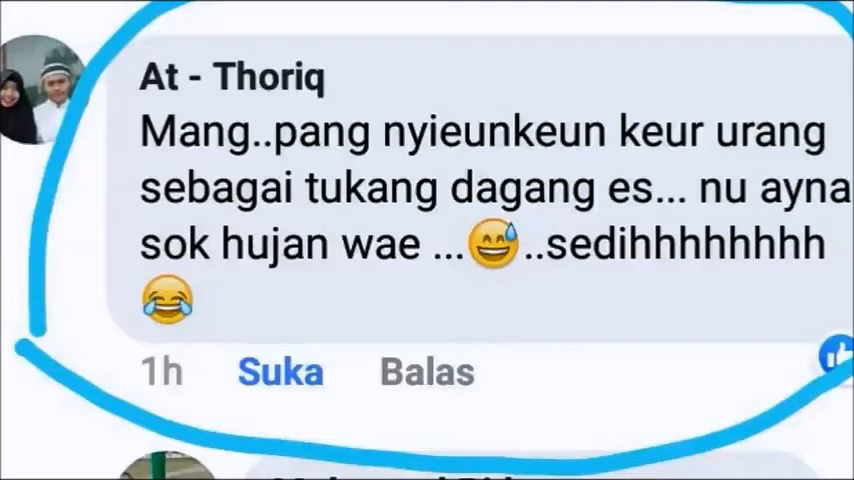 At - Thoriq
Mang..pang nyieunkeun keur urang
sebagai tukang dagang es... nu ayna
sok hujan wae ...😅..sedihhhhhhhhh
😂
1h Suka Balas